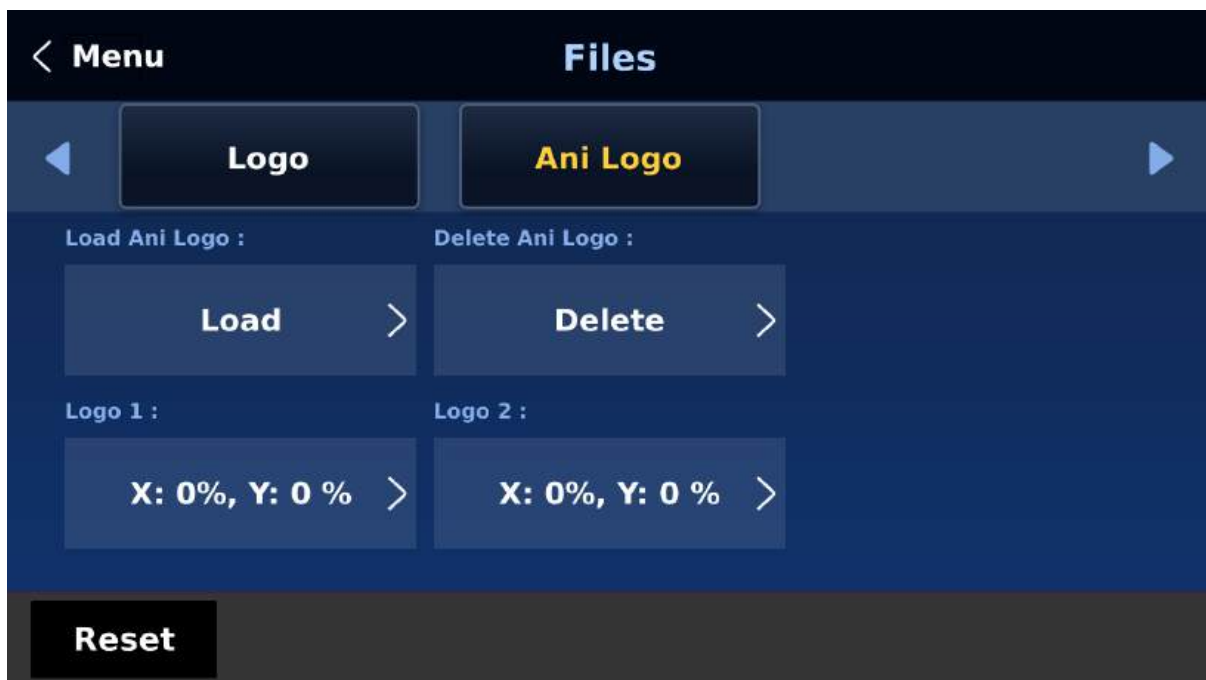 Menu
Files
Logo
Ani Logo
Load Ani Logo :
Delete Ani Logo :
Load
Delete
Logo 1 :
Logo 2 :
X: 0%, Y: 0 %
X: 0%, Y: 0 %
Reset